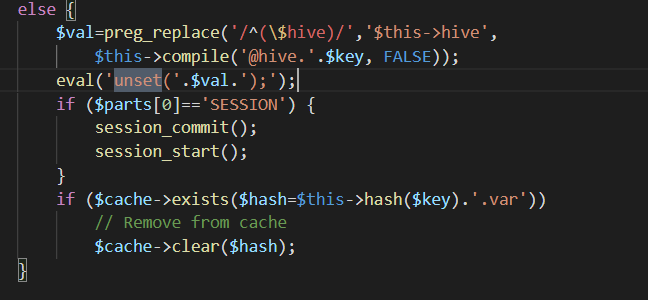 else {
$val=preg_replace('/^(\$hive)/','$this->hive',
$this->compile('@hive.'.$key, FALSE));
eval('unset('.$val.');');
if ($parts[0]=='SESSION') {
session_commit();
session_start();
}
if ($cache->exists($hash=$this->hash($key).'.var'))
// Remove from cache
$cache->clear($hash);
}